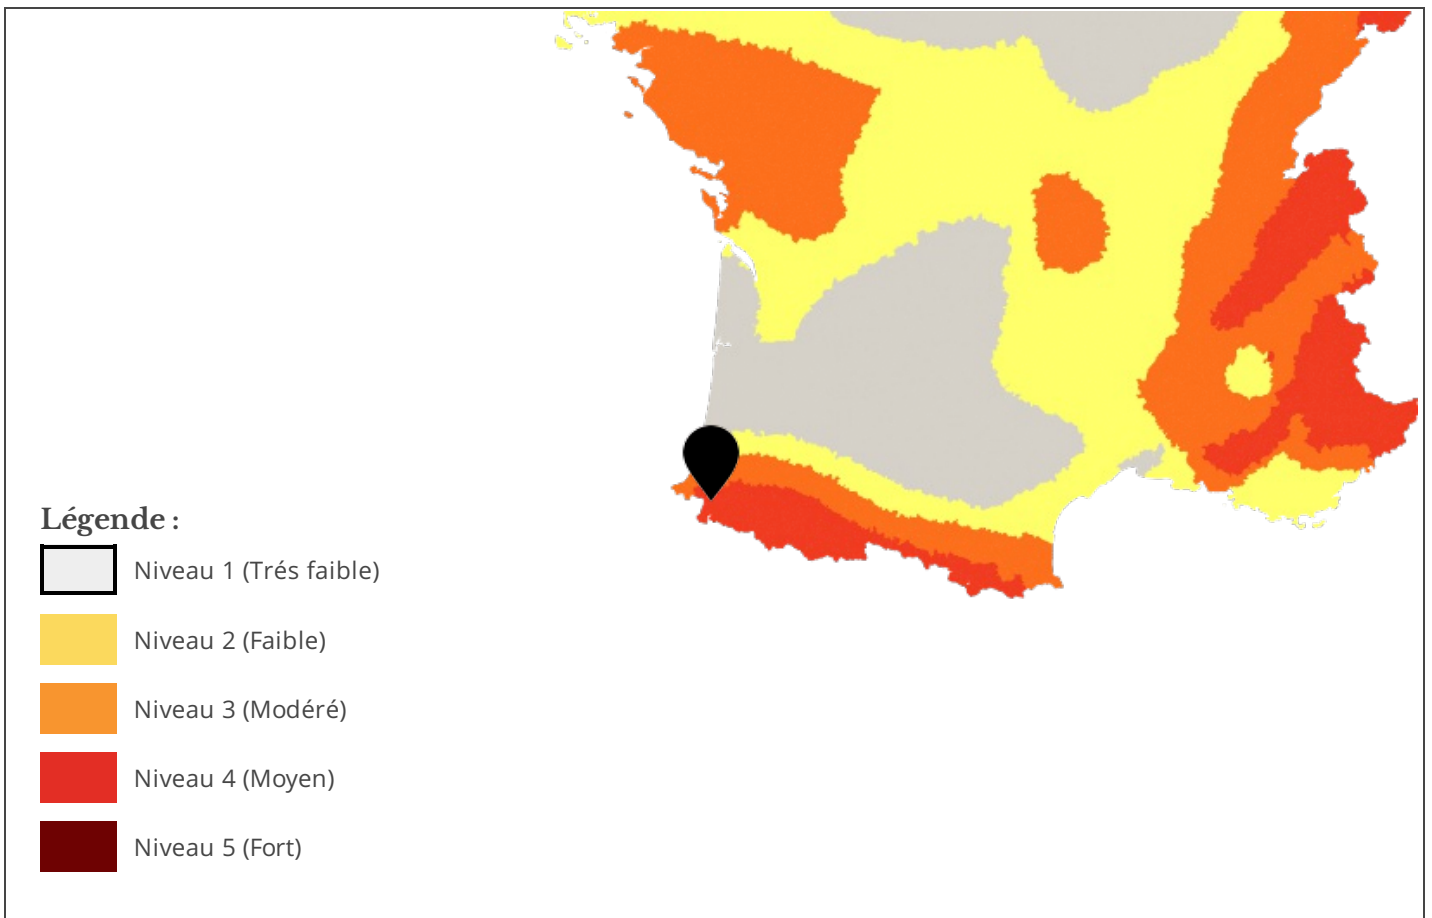 Légende :
Niveau 1 (Trés faible)
Niveau 2 (Faible)
Niveau 3 (Modéré)
Niveau 4 (Moyen)
Niveau 5 (Fort)